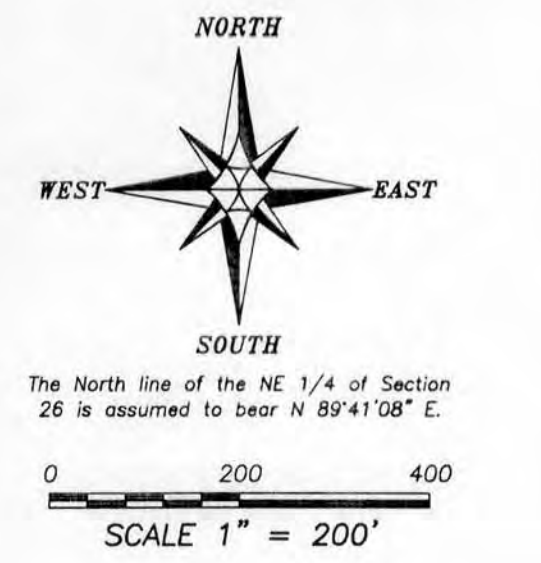 NORTH
WEST EAST
SOUTH
The North line of the NE 1/4 of Section
26 is assumed to bear N 89°41'08" E.
0 200 400
SCALE 1" = 200'